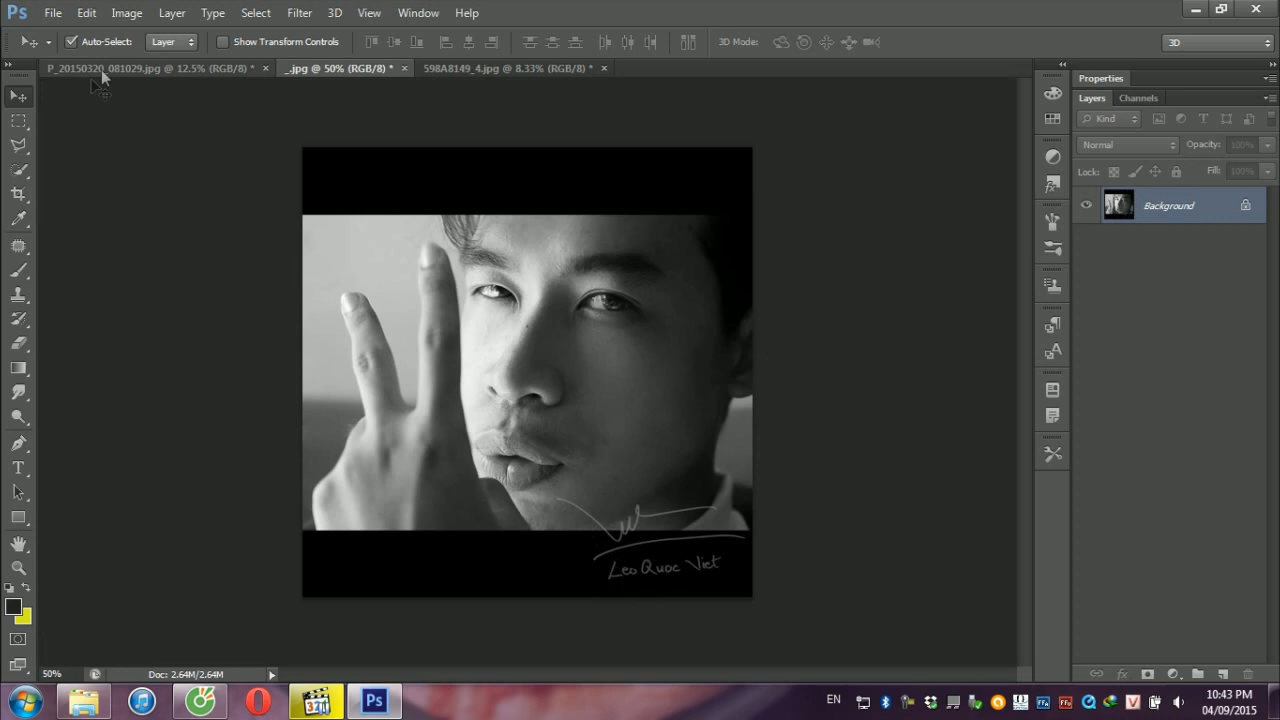 Ps File Edit Image Layer Type Select Filter 3D View Window Help
Auto-Select: Layer Show Transform Controls 3D Mode: 3D
P_20150320_081029.jpg @ 12.5% (RGB/8) * _.jpg @ 50% (RGB/8) * 598A8149_4.jpg @ 8.33% (RGB/8) *
Properties
Layers Channels
Kind
Normal Opacity: 100%
Lock: Fill: 100%
Background
Leo Quoc Viet
50% Doc: 2.64M/2.64M
Ps EN 10:43 PM
04/09/2015